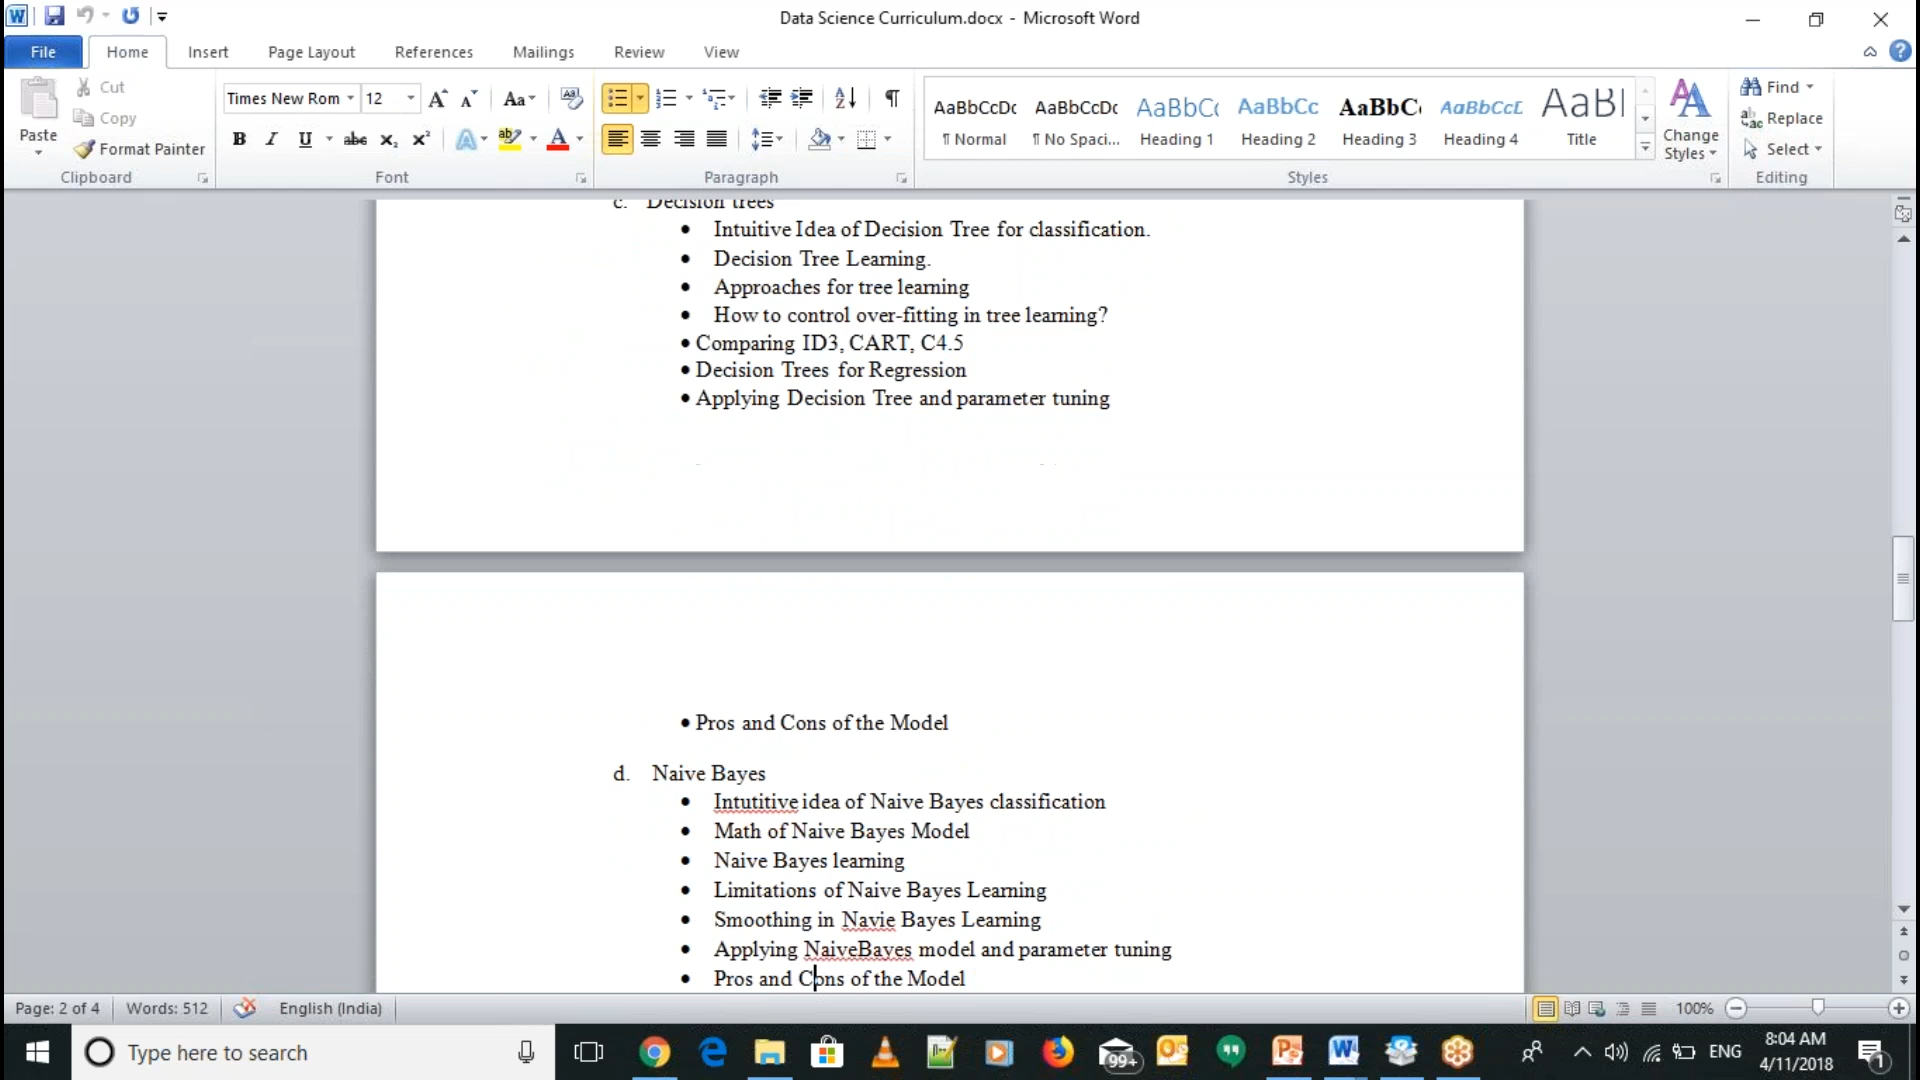 Data Science Curriculum.docx - Microsoft Word
File Home Insert Page Layout References Mailings Review View
Paste
Cut
Copy
Format Painter
Clipboard
Times New Rom 12
Font
Paragraph
AaBbCcDc AaBbCcDc AaBbC( AaBbCc AaBbC( AaBbCcD AaBI
¶ Normal ¶ No Spaci... Heading 1 Heading 2 Heading 3 Heading 4 Title
Styles
Change Styles
Find
Replace
Select
Editing
c. Decision trees
• Intuitive Idea of Decision Tree for classification.
• Decision Tree Learning.
• Approaches for tree learning
• How to control over-fitting in tree learning?
• Comparing ID3, CART, C4.5
• Decision Trees for Regression
• Applying Decision Tree and parameter tuning
• Pros and Cons of the Model
d. Naive Bayes
• Intutitive idea of Naive Bayes classification
• Math of Naive Bayes Model
• Naive Bayes learning
• Limitations of Naive Bayes Learning
• Smoothing in Navie Bayes Learning
• Applying NaiveBayes model and parameter tuning
• Pros and Cons of the Model
Page: 2 of 4 Words: 512 English (India) 100%
Type here to search
99+
ENG
8:04 AM
4/11/2018
1